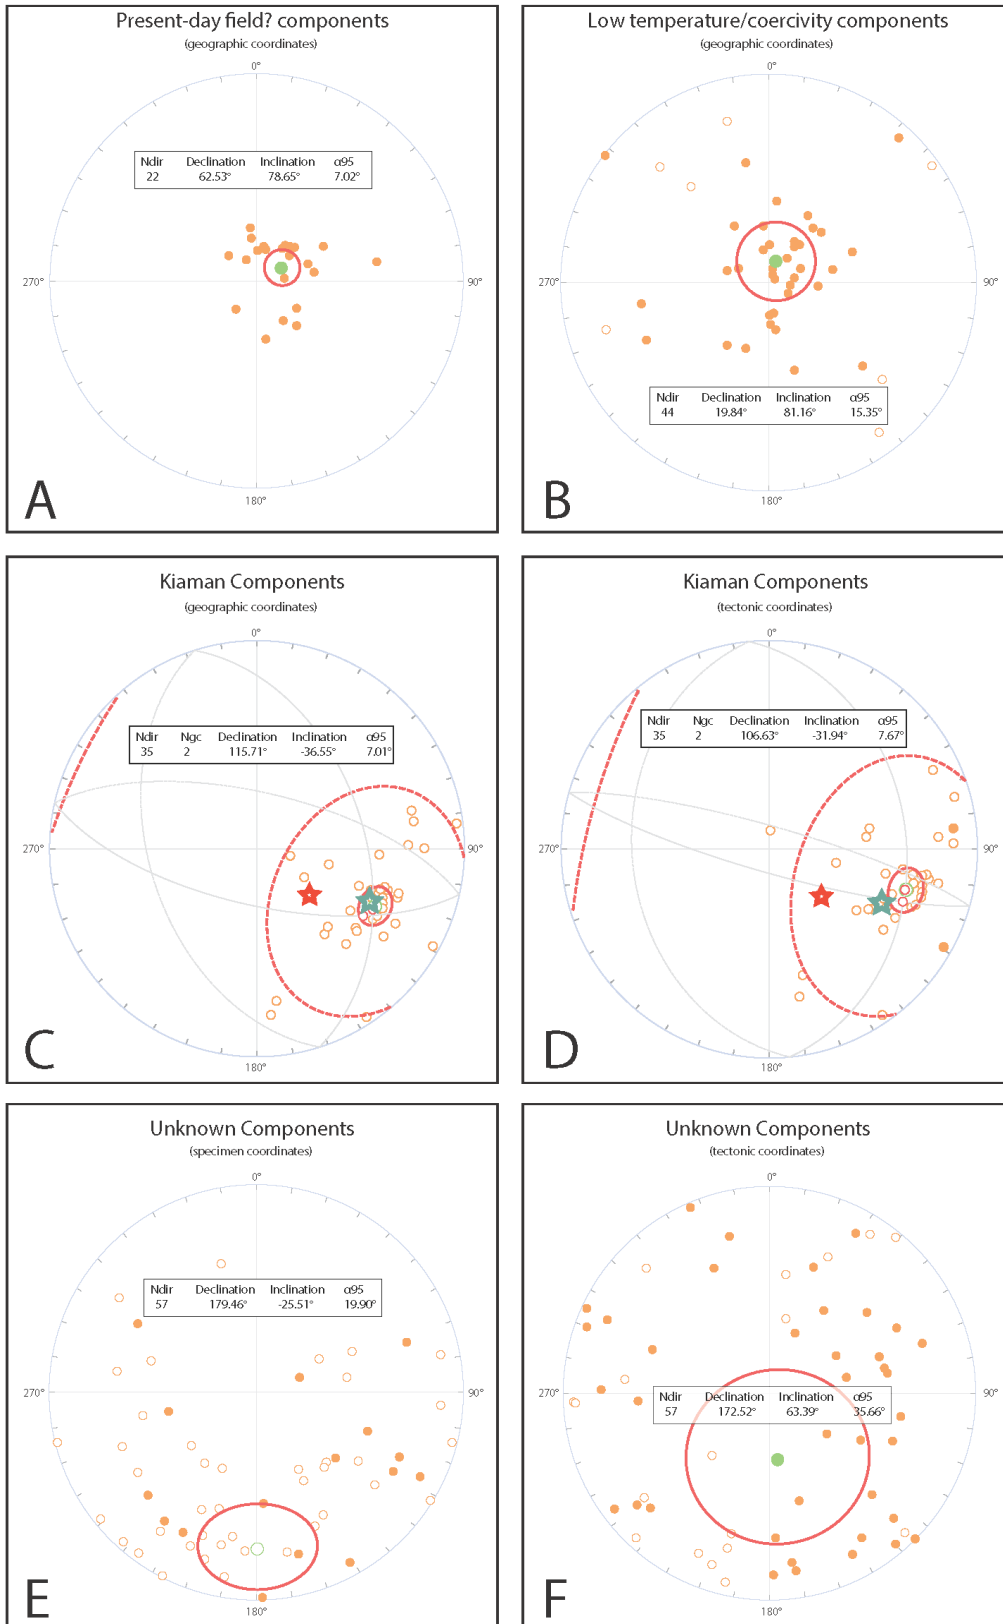 Present-day field? components
(geographic coordinates)
0°
Ndir Declination Inclination α95
22 62.53° 78.65° 7.02°
270° 90°
180°
A
Low temperature/coercivity components
(geographic coordinates)
0°
270° 90°
Ndir Declination Inclination α95
44 19.84° 81.16° 15.35°
180°
B
Kiaman Components
(geographic coordinates)
0°
Ndir Ngc Declination Inclination α95
35 2 115.71° -36.55° 7.01°
270° 90°
180°
C
Kiaman Components
(tectonic coordinates)
0°
Ndir Ngc Declination Inclination α95
35 2 106.63° -31.94° 7.67°
270° 90°
180°
D
Unknown Components
(specimen coordinates)
0°
Ndir Declination Inclination α95
57 179.46° -25.51° 19.90°
270° 90°
180°
E
Unknown Components
(tectonic coordinates)
0°
270° 90°
Ndir Declination Inclination α95
57 172.52° 63.39° 35.66°
180°
F